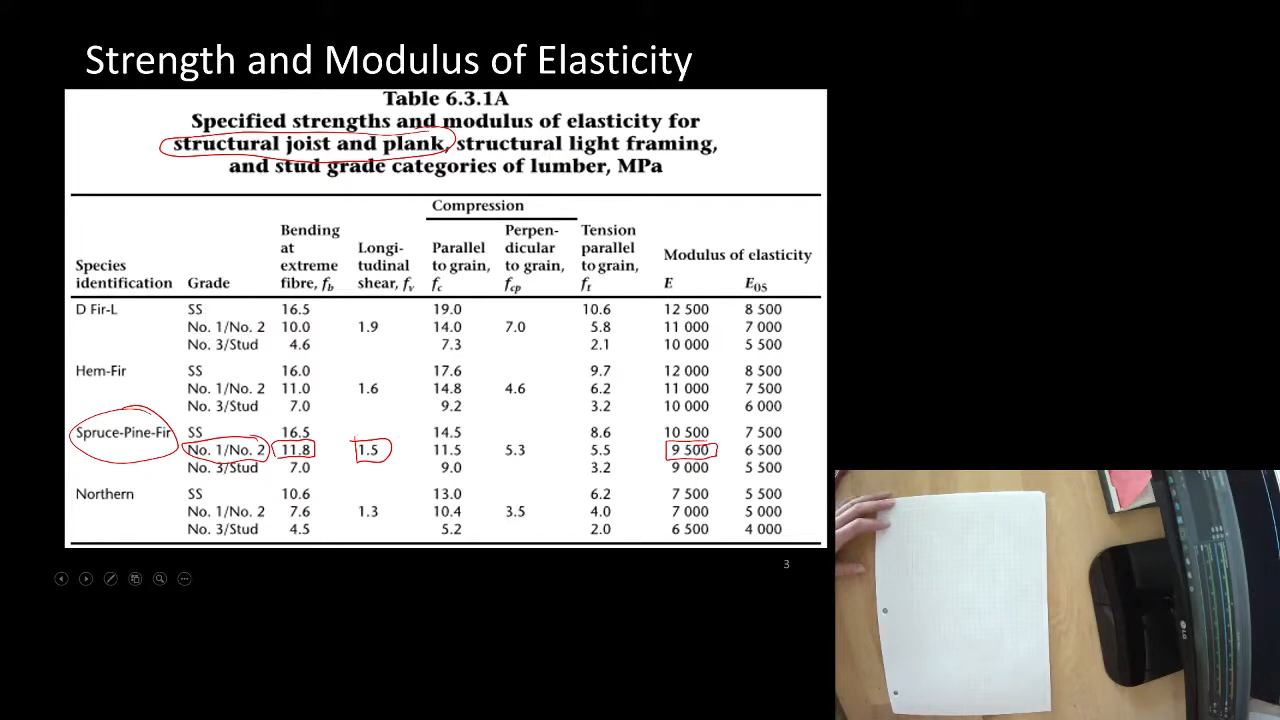 Strength and Modulus of Elasticity
Table 6.3.1A
Specified strengths and modulus of elasticity for
structural joist and plank, structural light framing,
and stud grade categories of lumber, MPa
Compression
Bending Perpen- Tension
at Longi- Parallel dicular parallel Modulus of elasticity
Species extreme tudinal to grain, to grain, to grain,
identification Grade fibre, fb shear, fv fc fcp ft E E05
D Fir-L SS 16.5 19.0 10.6 12 500 8 500
No. 1/No. 2 10.0 1.9 14.0 7.0 5.8 11 000 7 000
No. 3/Stud 4.6 7.3 2.1 10 000 5 500
Hem-Fir SS 16.0 17.6 9.7 12 000 8 500
No. 1/No. 2 11.0 1.6 14.8 4.6 6.2 11 000 7 500
No. 3/Stud 7.0 9.2 3.2 10 000 6 000
Spruce-Pine-Fir SS 16.5 14.5 8.6 10 500 7 500
No. 1/No. 2 11.8 1.5 11.5 5.3 5.5 9 500 6 500
No. 3/Stud 7.0 9.0 3.2 9 000 5 500
Northern SS 10.6 13.0 6.2 7 500 5 500
No. 1/No. 2 7.6 1.3 10.4 3.5 4.0 7 000 5 000
No. 3/Stud 4.5 5.2 2.0 6 500 4 000
3
LG